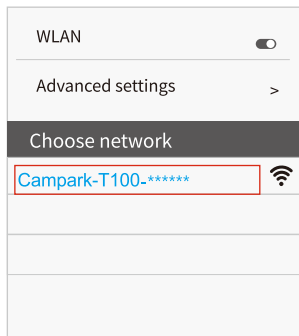 WLAN
Advanced settings >
Choose network
Campark-T100-******